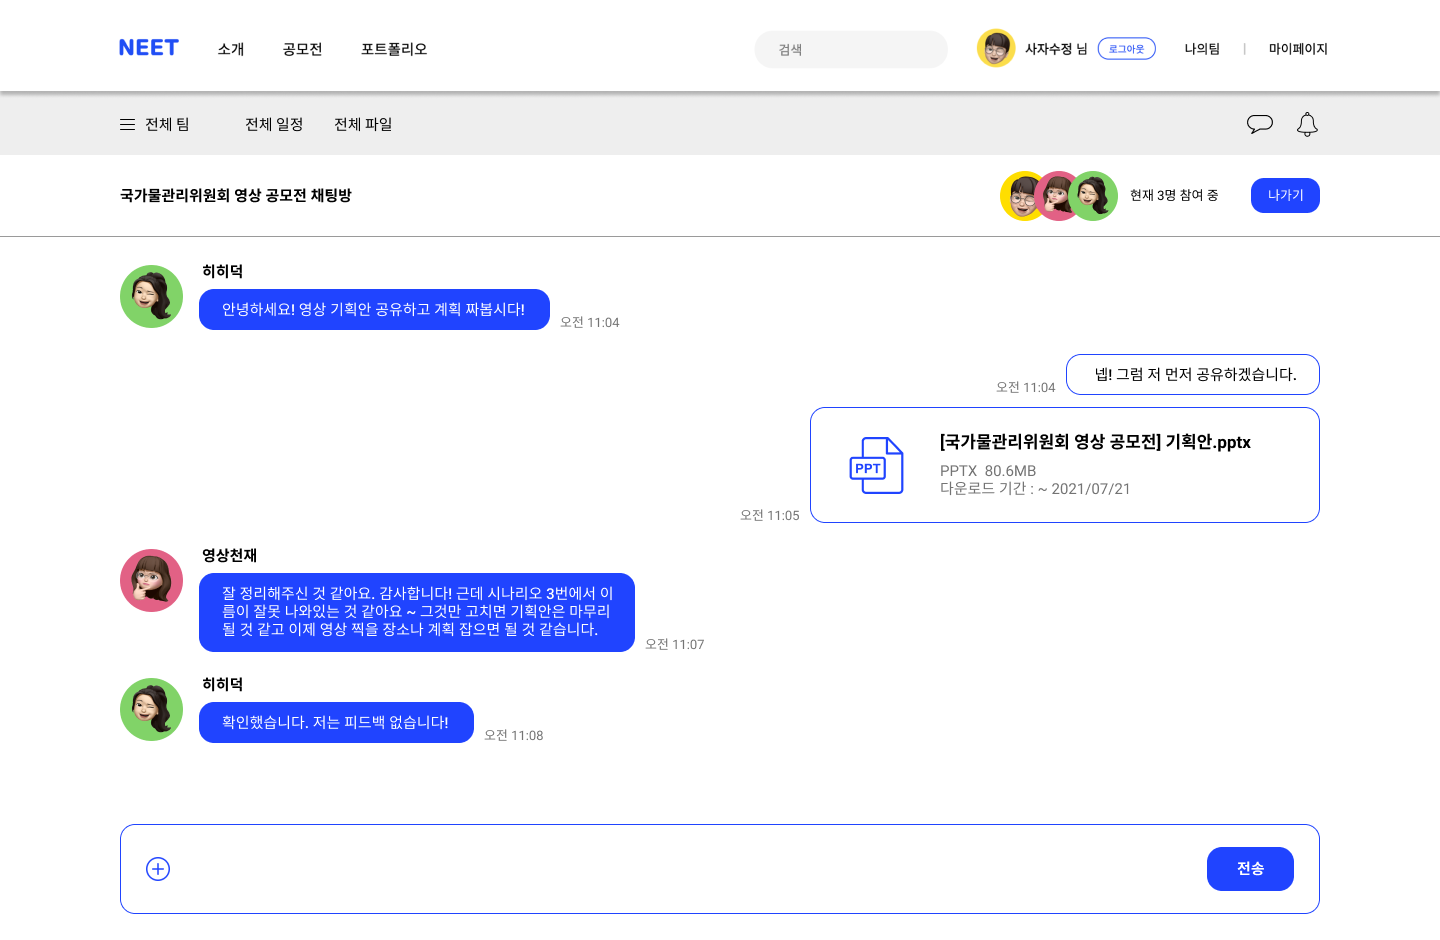 NEET
소개
공모전
포트폴리오
검색
사자수정 님
로그아웃
나의팀
|
마이페이지
전체 팀
전체 일정
전체 파일
국가물관리위원회 영상 공모전 채팅방
현재 3명 참여 중
나가기
히히덕
안녕하세요! 영상 기획안 공유하고 계획 짜봅시다!
오전 11:04
넵! 그럼 저 먼저 공유하겠습니다.
오전 11:04
[국가물관리위원회 영상 공모전] 기획안.pptx
PPT
PPTX 80.6MB
다운로드 기간 : ~ 2021/07/21
오전 11:05
영상천재
잘 정리해주신 것 같아요. 감사합니다! 근데 시나리오 3번에서 이
름이 잘못 나와있는 것 같아요 ~ 그것만 고치면 기획안은 마무리
될 것 같고 이제 영상 찍을 장소나 계획 잡으면 될 것 같습니다.
오전 11:07
히히덕
확인했습니다. 저는 피드백 없습니다!
오전 11:08
전송